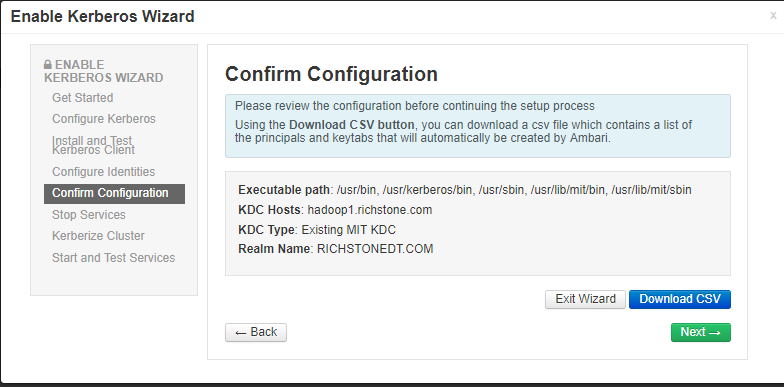 Enable Kerberos Wizard
x
ENABLE
KERBEROS WIZARD
Get Started
Configure Kerberos
Install and Test
Kerberos Client
Configure Identities
Confirm Configuration
Stop Services
Kerberize Cluster
Start and Test Services
Confirm Configuration
Please review the configuration before continuing the setup process
Using the Download CSV button, you can download a csv file which contains a list of
the principals and keytabs that will automatically be created by Ambari.
Executable path: /usr/bin, /usr/kerberos/bin, /usr/sbin, /usr/lib/mit/bin, /usr/lib/mit/sbin
KDC Hosts: hadoop1.richstone.com
KDC Type: Existing MIT KDC
Realm Name: RICHSTONEDT.COM
Exit Wizard
Download CSV
← Back
Next →